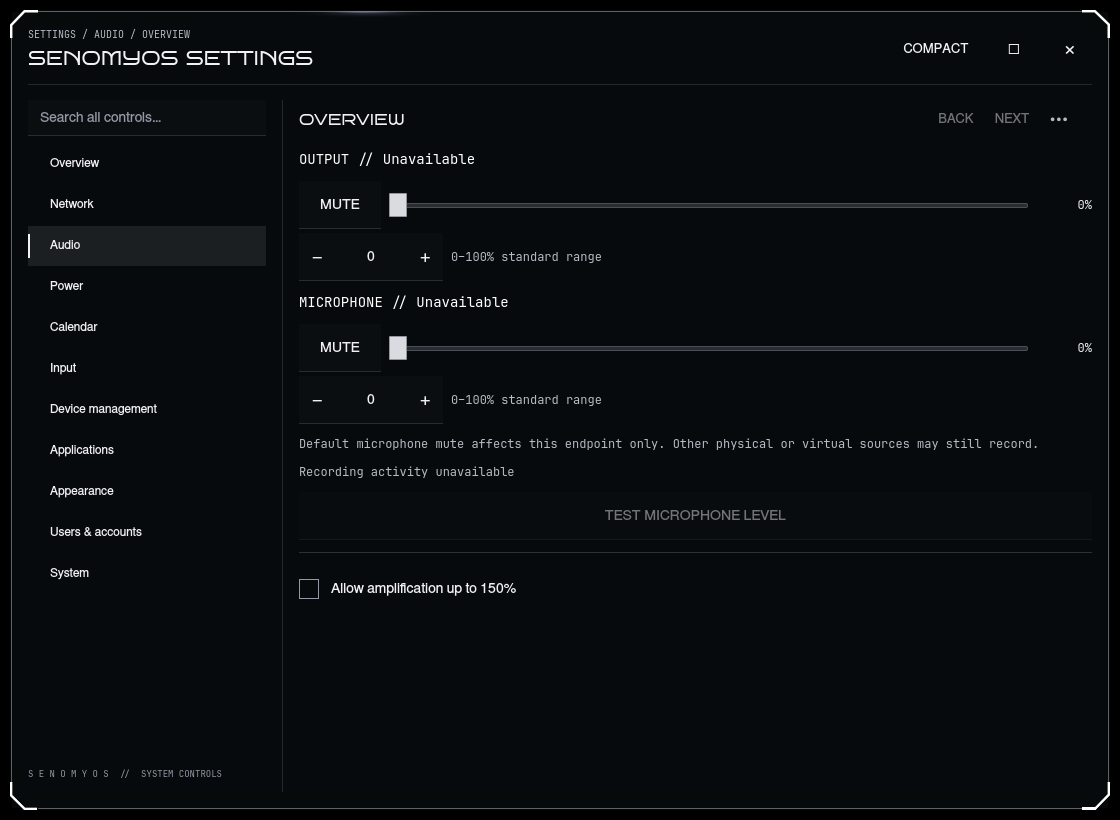 SETTINGS / AUDIO / OVERVIEW
SENOMYOS SETTINGS
COMPACT
Search all controls...
Overview
Network
Audio
Power
Calendar
Input
Device management
Applications
Appearance
Users & accounts
System
SENOMYOS // SYSTEM CONTROLS
OVERVIEW
BACK NEXT •••
OUTPUT // Unavailable
MUTE 0%
− 0 + 0–100% standard range
MICROPHONE // Unavailable
MUTE 0%
− 0 + 0–100% standard range
Default microphone mute affects this endpoint only. Other physical or virtual sources may still record.
Recording activity unavailable
TEST MICROPHONE LEVEL
Allow amplification up to 150%